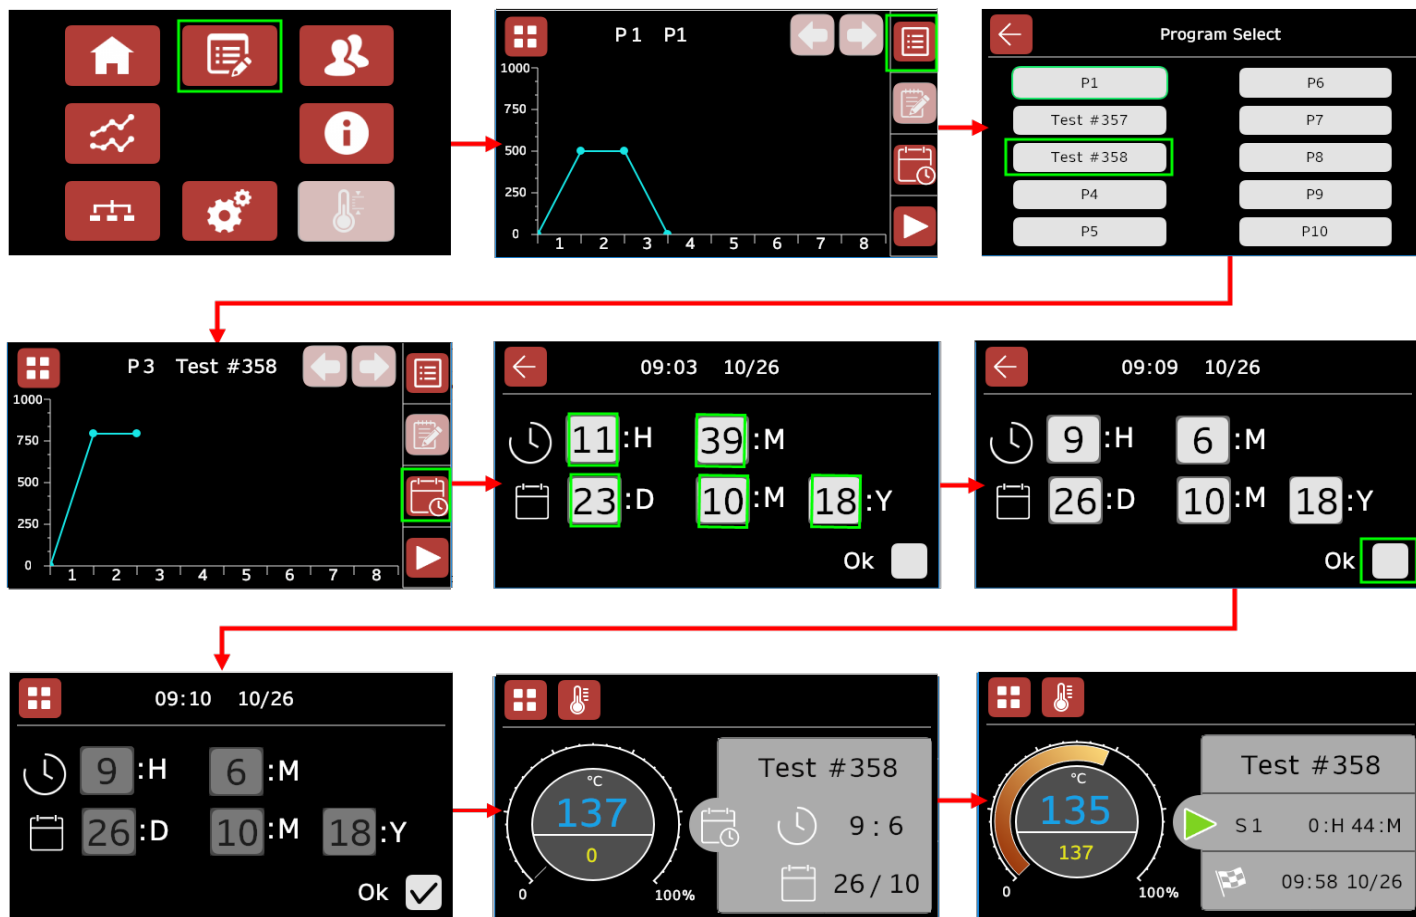 P 1 P1
1000
750
500
250
0
1 2 3 4 5 6 7 8
Program Select
P1 P6
Test #357 P7
Test #358 P8
P4 P9
P5 P10
P 3 Test #358
1000
750
500
250
0
1 2 3 4 5 6 7 8
09:03 10/26
11 :H 39 :M
23 :D 10 :M 18 :Y
Ok
09:09 10/26
9 :H 6 :M
26 :D 10 :M 18 :Y
Ok
09:10 10/26
9 :H 6 :M
26 :D 10 :M 18 :Y
Ok
°C
137
0
0 100%
Test #358
9 : 6
26 / 10
°C
135
137
0 100%
Test #358
S 1 0:H 44:M
09:58 10/26